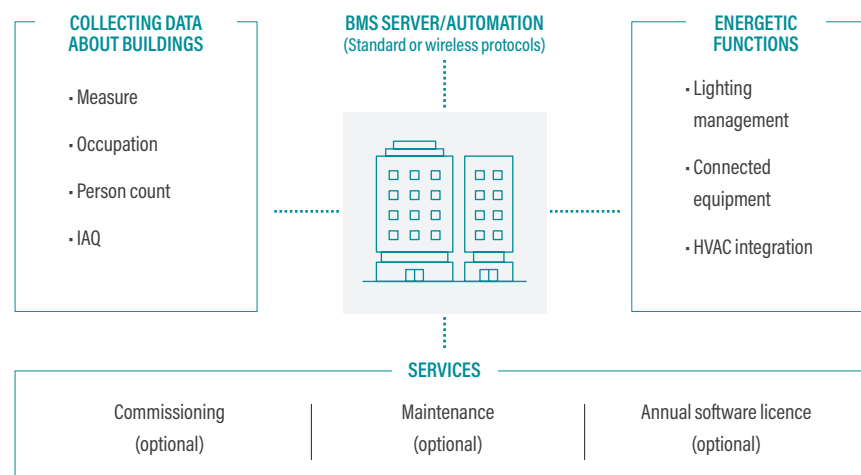 COLLECTING DATA
ABOUT BUILDINGS
· Measure
· Occupation
· Person count
· IAQ
BMS SERVER/AUTOMATION
(Standard or wireless protocols)
ENERGETIC
FUNCTIONS
· Lighting
management
· Connected
equipment
· HVAC integration
SERVICES
Commissioning
(optional)
Maintenance
(optional)
Annual software licence
(optional)